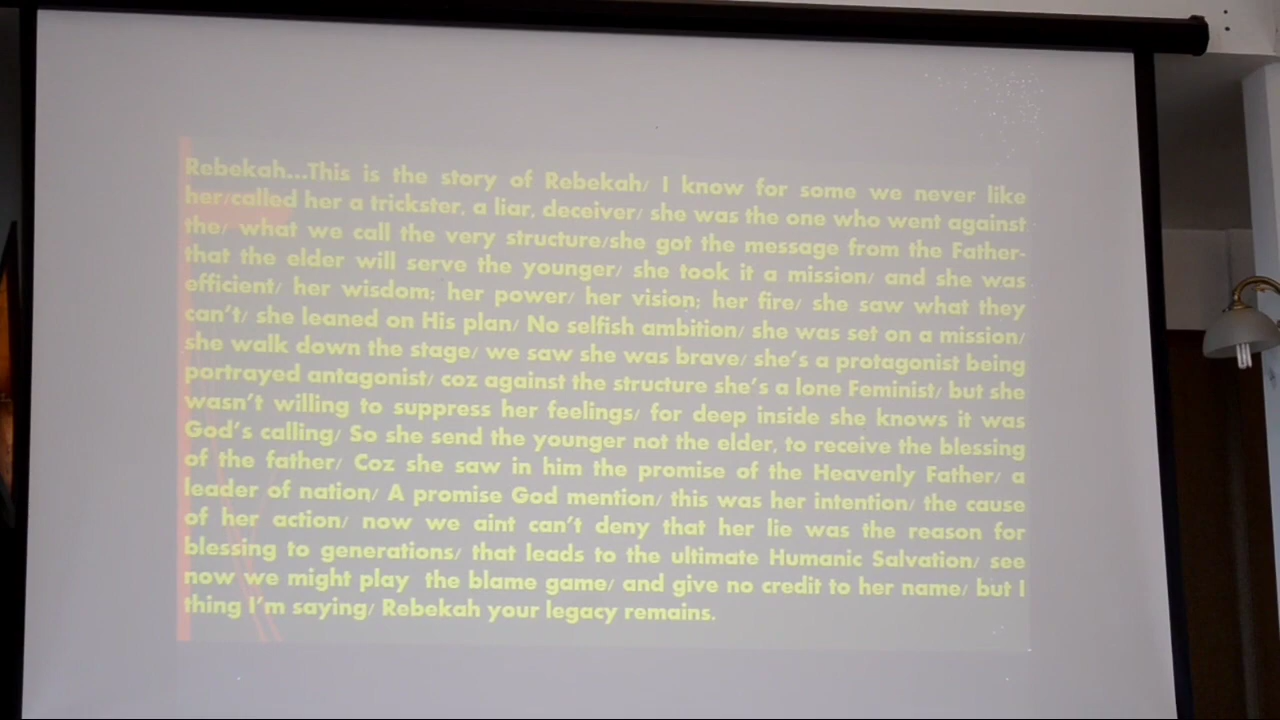 Rebekah...This is the story of Rebekah/ I know for some we never like
her/called her a trickster, a liar, deceiver/ she was the one who went against
the/ what we call the very structure/she got the message from the Father-
that the elder will serve the younger/ she took it a mission/ and she was
efficient/ her wisdom; her power/ her vision; her fire/ she saw what they
can't/ she leaned on His plan/ No selfish ambition/ she was set on a mission/
she walk down the stage/ we saw she was brave/ she's a protagonist being
portrayed antagonist/ coz against the structure she's a lone Feminist/ but she
wasn't willing to suppress her feelings/ for deep inside she knows it was
God's calling/ So she send the younger not the elder, to receive the blessing
of the father/ Coz she saw in him the promise of the Heavenly Father/ a
leader of nation/ A promise God mention/ this was her intention/ the cause
of her action/ now we aint can't deny that her lie was the reason for
blessing to generations/ that leads to the ultimate Humanic Salvation/ see
now we might play the blame game/ and give no credit to her name/ but I
thing I'm saying/ Rebekah your legacy remains.